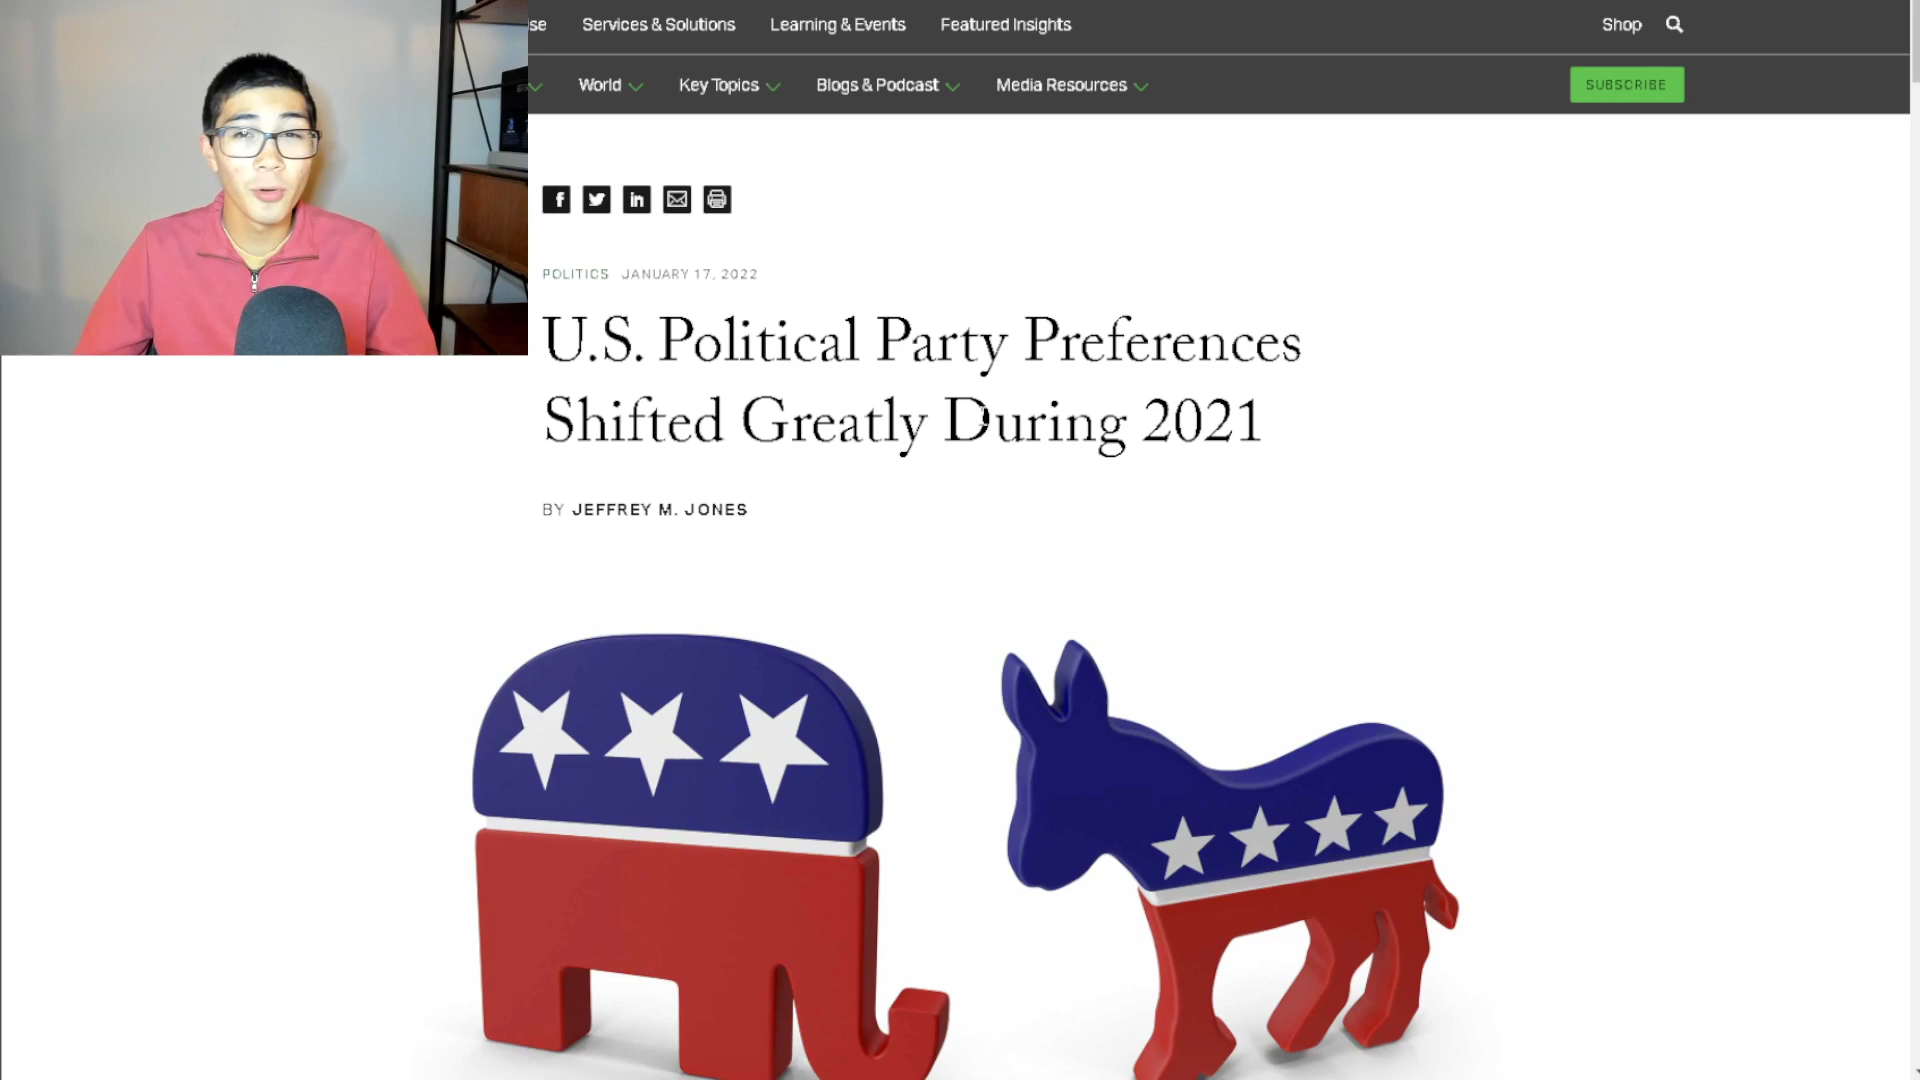 Services & Solutions Learning & Events Featured Insights Shop
World Key Topics Blogs & Podcast Media Resources SUBSCRIBE
POLITICS JANUARY 17, 2022
U.S. Political Party Preferences
Shifted Greatly During 2021
BY JEFFREY M. JONES